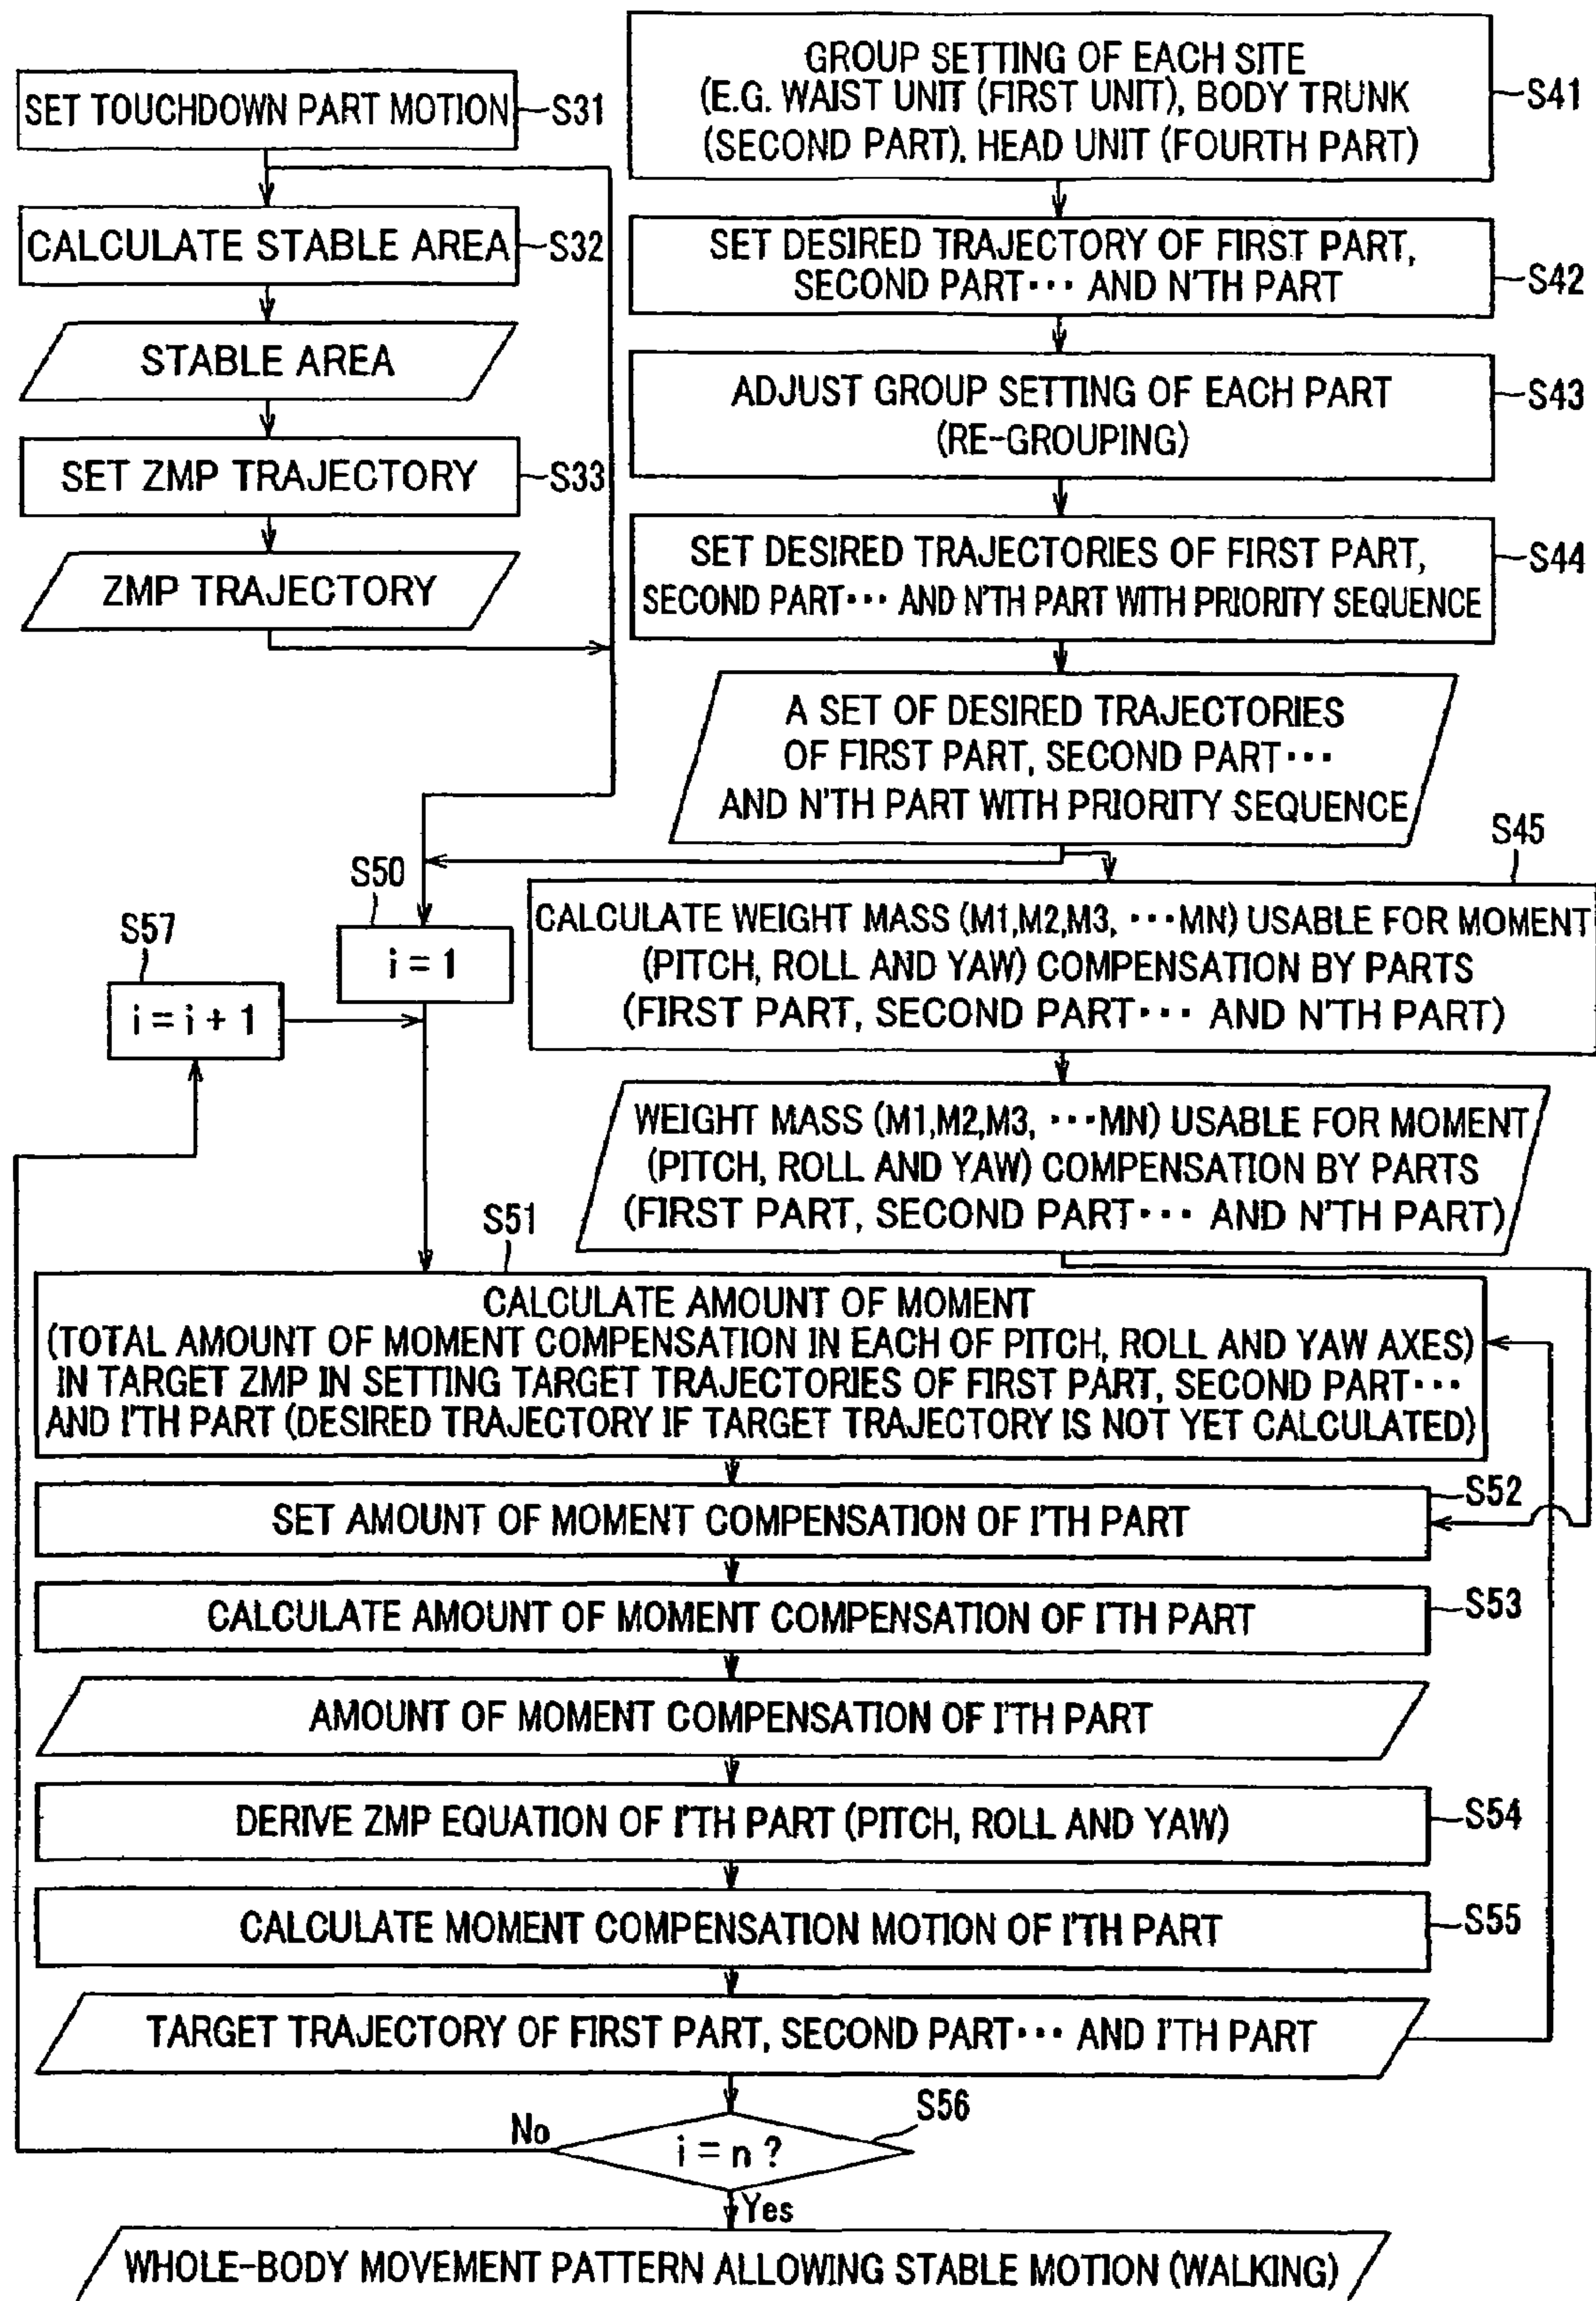 SET TOUCHDOWN PART MOTION
S31
CALCULATE STABLE AREA
S32
STABLE AREA
SET ZMP TRAJECTORY
S33
ZMP TRAJECTORY
GROUP SETTING OF EACH SITE
(E.G. WAIST UNIT (FIRST UNIT), BODY TRUNK
(SECOND PART), HEAD UNIT (FOURTH PART)
S41
SET DESIRED TRAJECTORY OF FIRST PART,
SECOND PART··· AND N'TH PART
S42
ADJUST GROUP SETTING OF EACH PART
(RE-GROUPING)
S43
SET DESIRED TRAJECTORIES OF FIRST PART,
SECOND PART··· AND N'TH PART WITH PRIORITY SEQUENCE
S44
A SET OF DESIRED TRAJECTORIES
OF FIRST PART, SECOND PART···
AND N'TH PART WITH PRIORITY SEQUENCE
S45
CALCULATE WEIGHT MASS (M1,M2,M3, ···MN) USABLE FOR MOMENT
(PITCH, ROLL AND YAW) COMPENSATION BY PARTS
(FIRST PART, SECOND PART··· AND N'TH PART)
S50
i = 1
S57
i = i + 1
WEIGHT MASS (M1,M2,M3, ···MN) USABLE FOR MOMENT
(PITCH, ROLL AND YAW) COMPENSATION BY PARTS
(FIRST PART, SECOND PART··· AND N'TH PART)
S51
CALCULATE AMOUNT OF MOMENT
(TOTAL AMOUNT OF MOMENT COMPENSATION IN EACH OF PITCH, ROLL AND YAW AXES)
IN TARGET ZMP IN SETTING TARGET TRAJECTORIES OF FIRST PART, SECOND PART···
AND I'TH PART (DESIRED TRAJECTORY IF TARGET TRAJECTORY IS NOT YET CALCULATED)
SET AMOUNT OF MOMENT COMPENSATION OF I'TH PART
S52
CALCULATE AMOUNT OF MOMENT COMPENSATION OF I'TH PART
S53
AMOUNT OF MOMENT COMPENSATION OF I'TH PART
DERIVE ZMP EQUATION OF I'TH PART (PITCH, ROLL AND YAW)
S54
CALCULATE MOMENT COMPENSATION MOTION OF I'TH PART
S55
TARGET TRAJECTORY OF FIRST PART, SECOND PART··· AND I'TH PART
S56
No
i = n ?
Yes
WHOLE-BODY MOVEMENT PATTERN ALLOWING STABLE MOTION (WALKING)